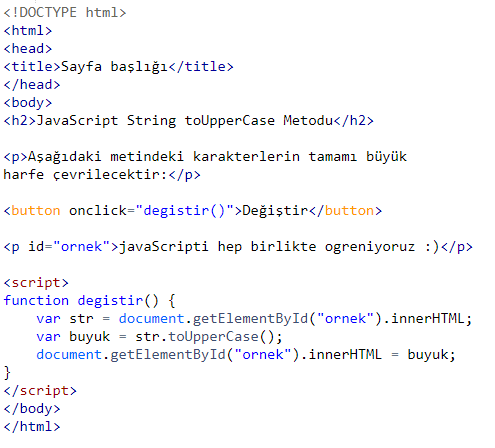 <!DOCTYPE html>
<html>
<head>
<title>Sayfa başlığı</title>
</head>
<body>
<h2>JavaScript String toUpperCase Metodu</h2>
<p>Aşağıdaki metindeki karakterlerin tamamı büyük
harfe çevrilecektir:</p>
<button onclick="degistir()">Değiştir</button>
<p id="ornek">javaScripti hep birlikte ogreniyoruz :)</p>
<script>
function degistir() {
    var str = document.getElementById("ornek").innerHTML;
    var buyuk = str.toUpperCase();
    document.getElementById("ornek").innerHTML = buyuk;
}
</script>
</body>
</html>